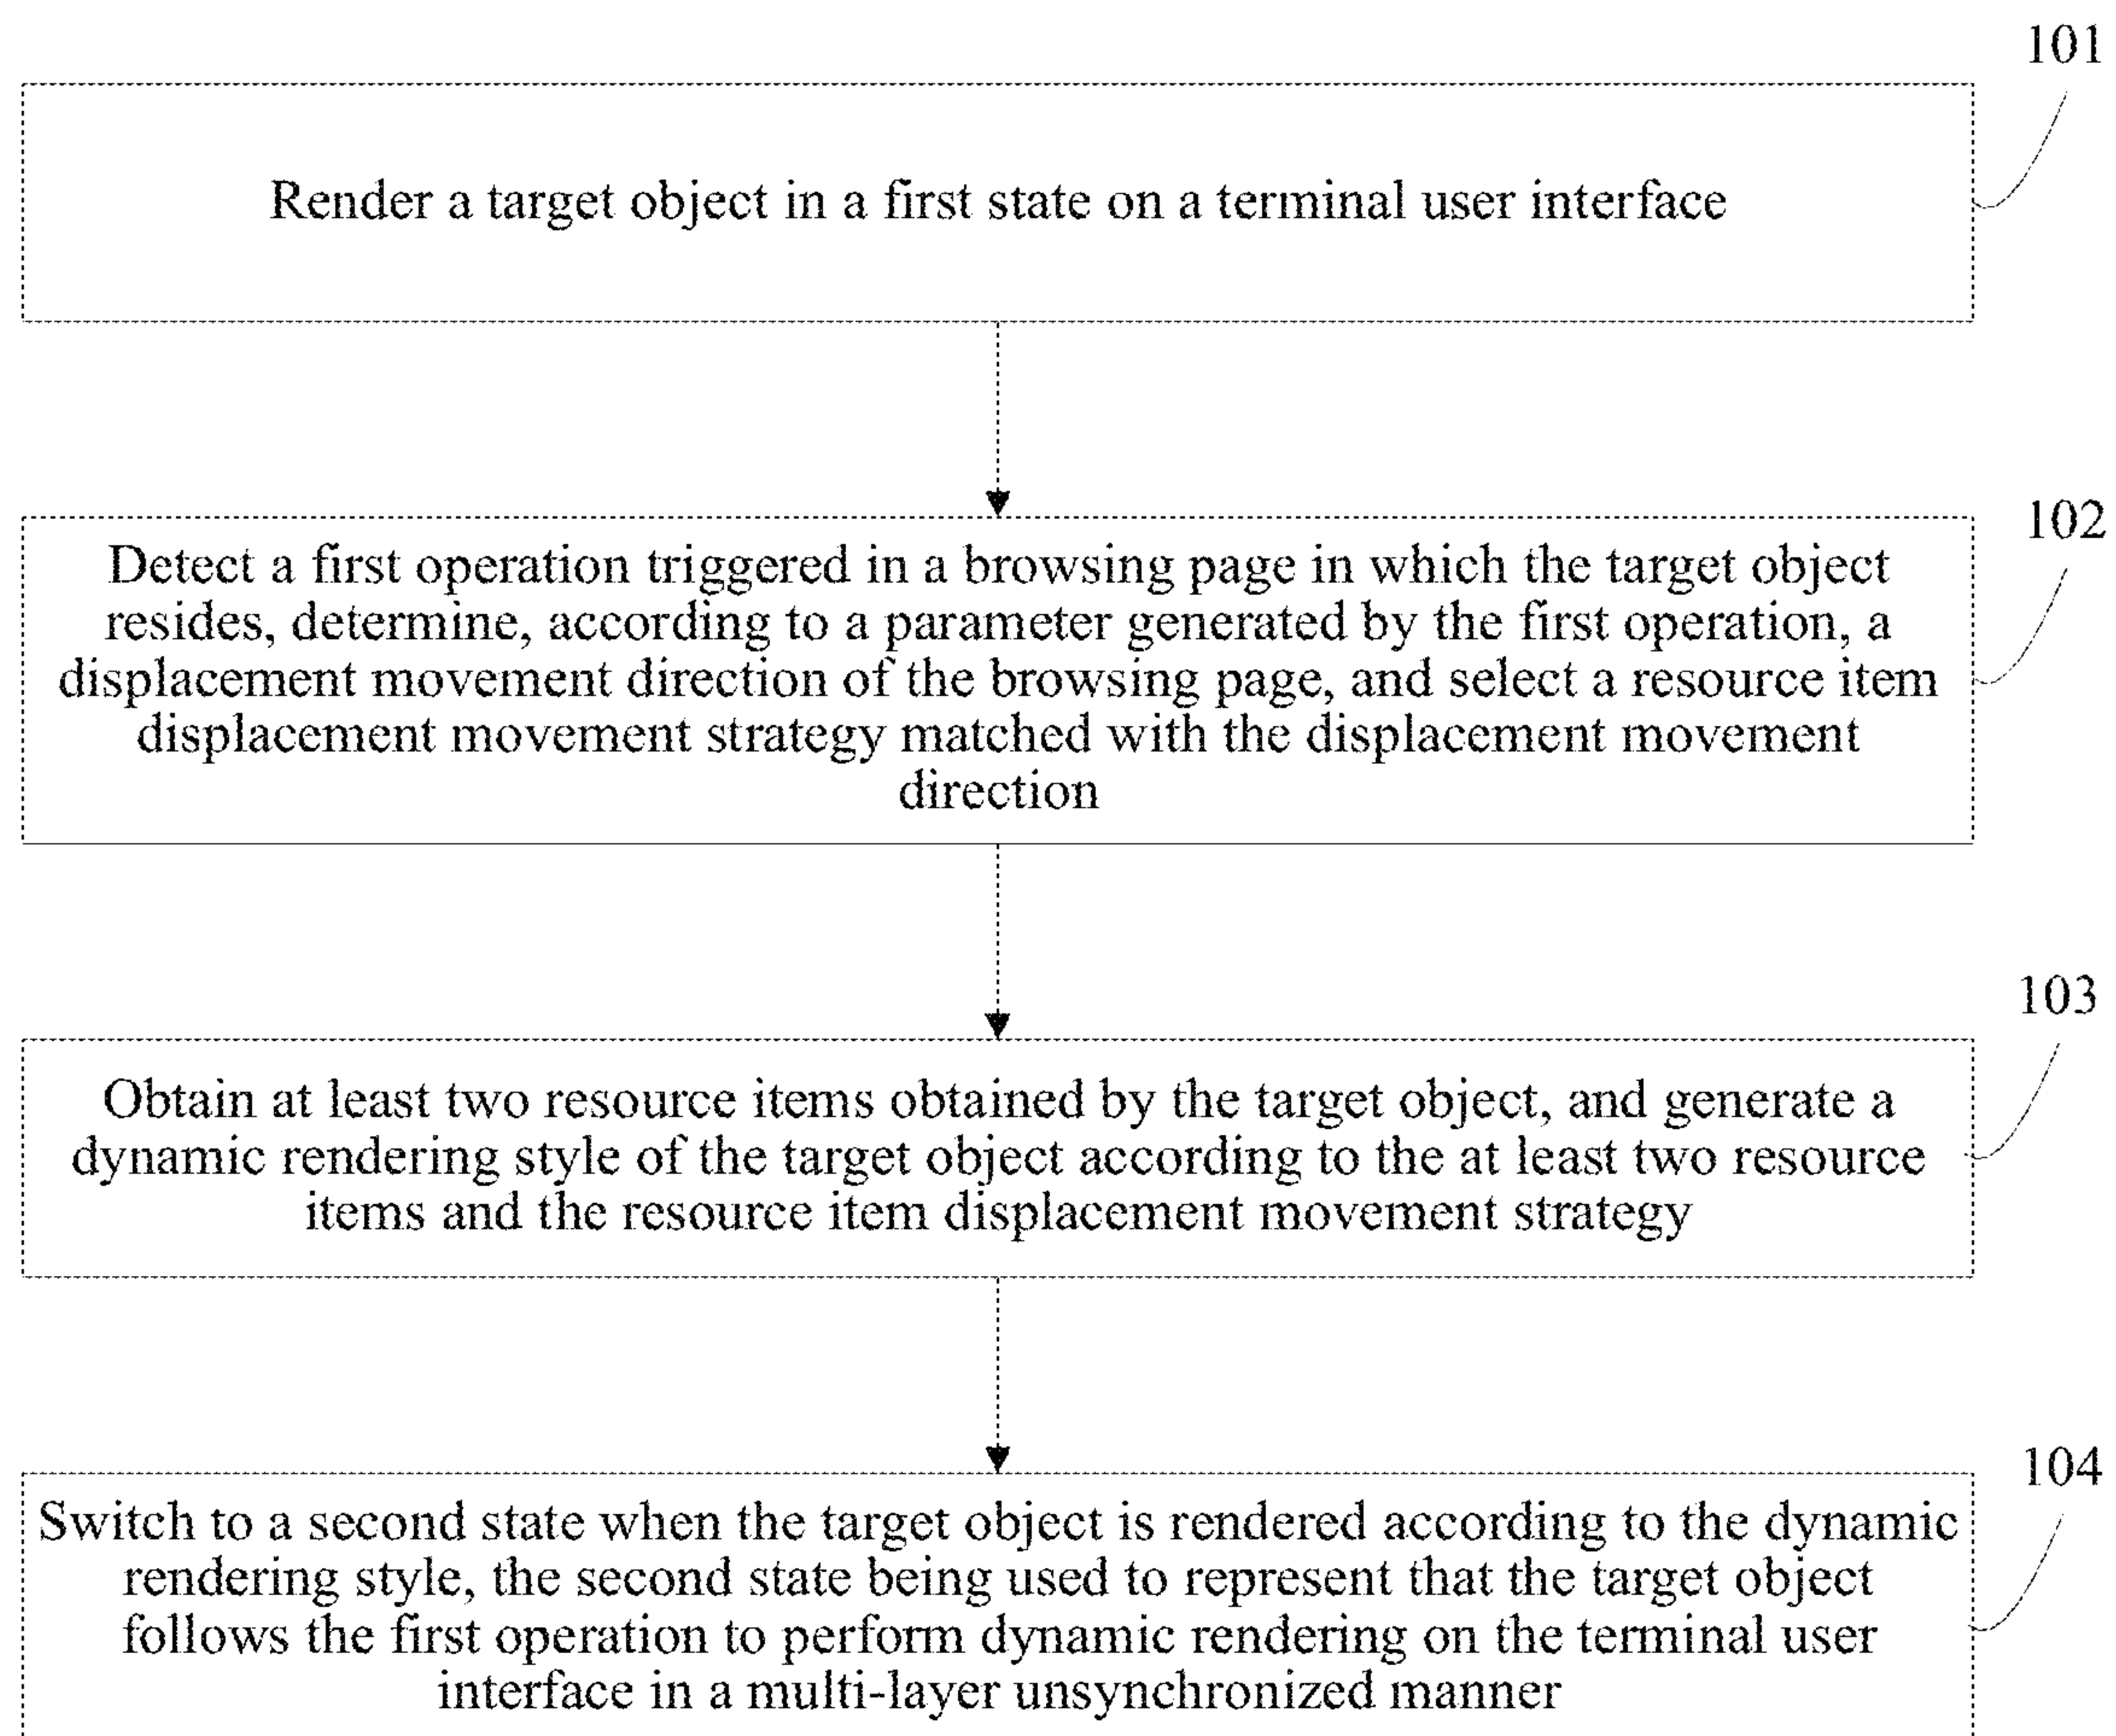 101
Render a target object in a first state on a terminal user interface
102
Detect a first operation triggered in a browsing page in which the target object
resides, determine, according to a parameter generated by the first operation, a
displacement movement direction of the browsing page, and select a resource item
displacement movement strategy matched with the displacement movement
direction
103
Obtain at least two resource items obtained by the target object, and generate a
dynamic rendering style of the target object according to the at least two resource
items and the resource item displacement movement strategy
104
Switch to a second state when the target object is rendered according to the dynamic
rendering style, the second state being used to represent that the target object
follows the first operation to perform dynamic rendering on the terminal user
interface in a multi-layer unsynchronized manner